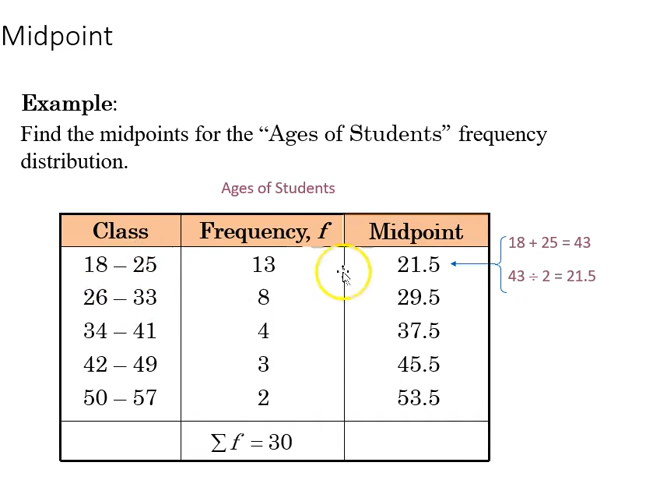 Midpoint
Example:
Find the midpoints for the “Ages of Students” frequency
distribution.
Ages of Students
Class Frequency, f Midpoint
18 – 25 13 21.5
26 – 33 8 29.5
34 – 41 4 37.5
42 – 49 3 45.5
50 – 57 2 53.5
∑f = 30
18 + 25 = 43
43 ÷ 2 = 21.5